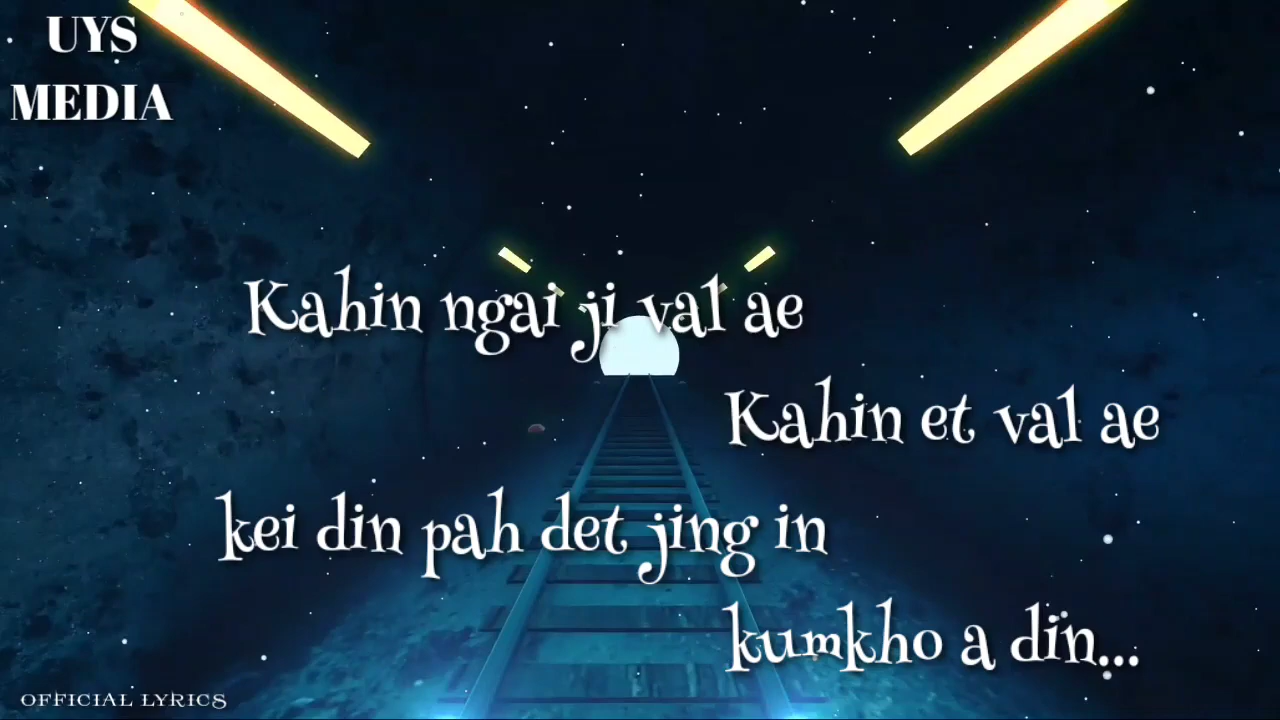 UYS
MEDIA
Kahin ngai ji val ae
Kahin et val ae
kei din pah det jing in
kumkho a din...
OFFICIAL LYRICS